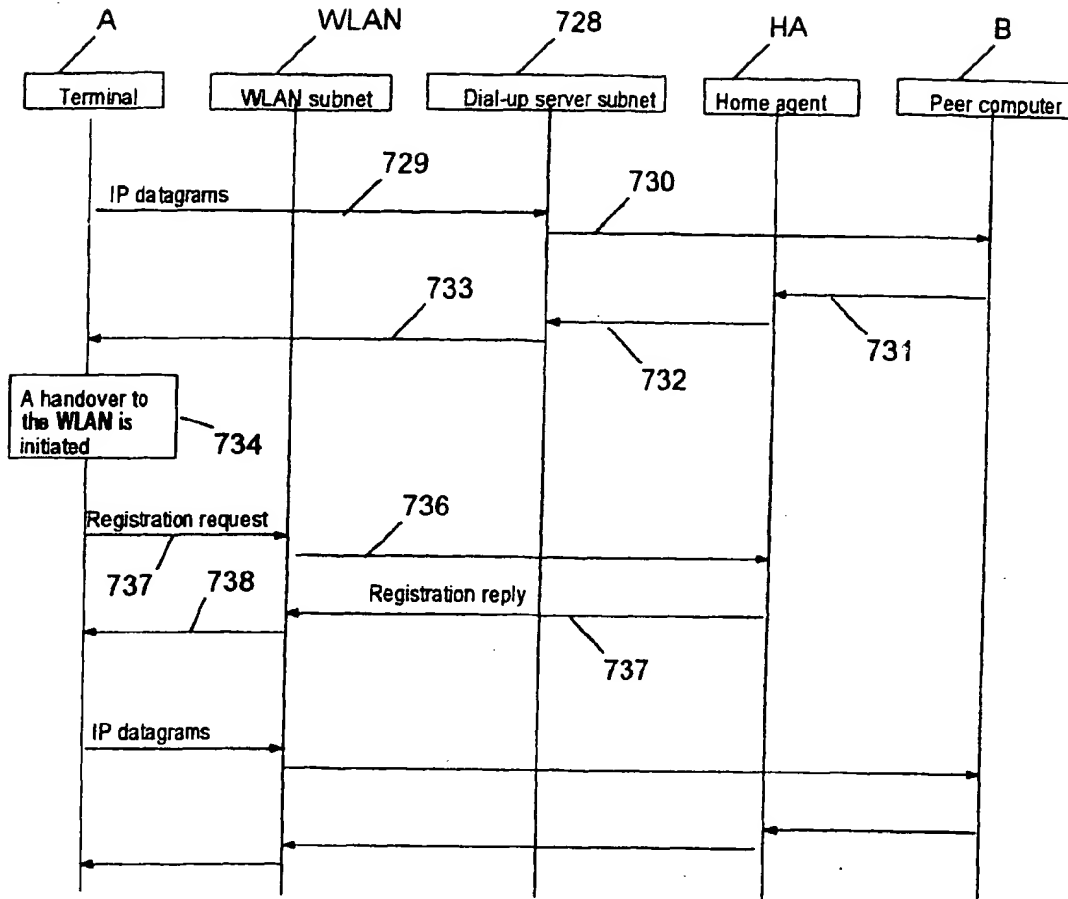 A WLAN 728 HA B
Terminal WLAN subnet Dial-up server subnet Home agent Peer computer
729
IP datagrams
730
733
731
732
A handover to
the WLAN is
initiated
734
736
Registration request
737 738
Registration reply
737
IP datagrams